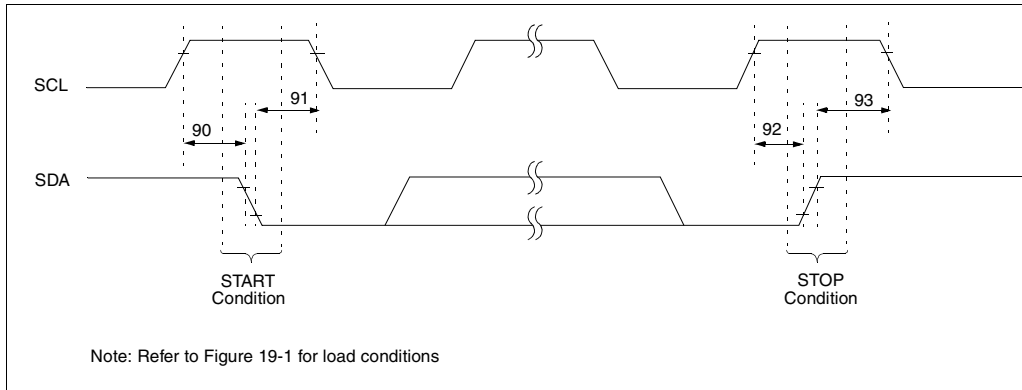 SCL
91
93
90
92
SDA
START
Condition
STOP
Condition
Note: Refer to Figure 19-1 for load conditions